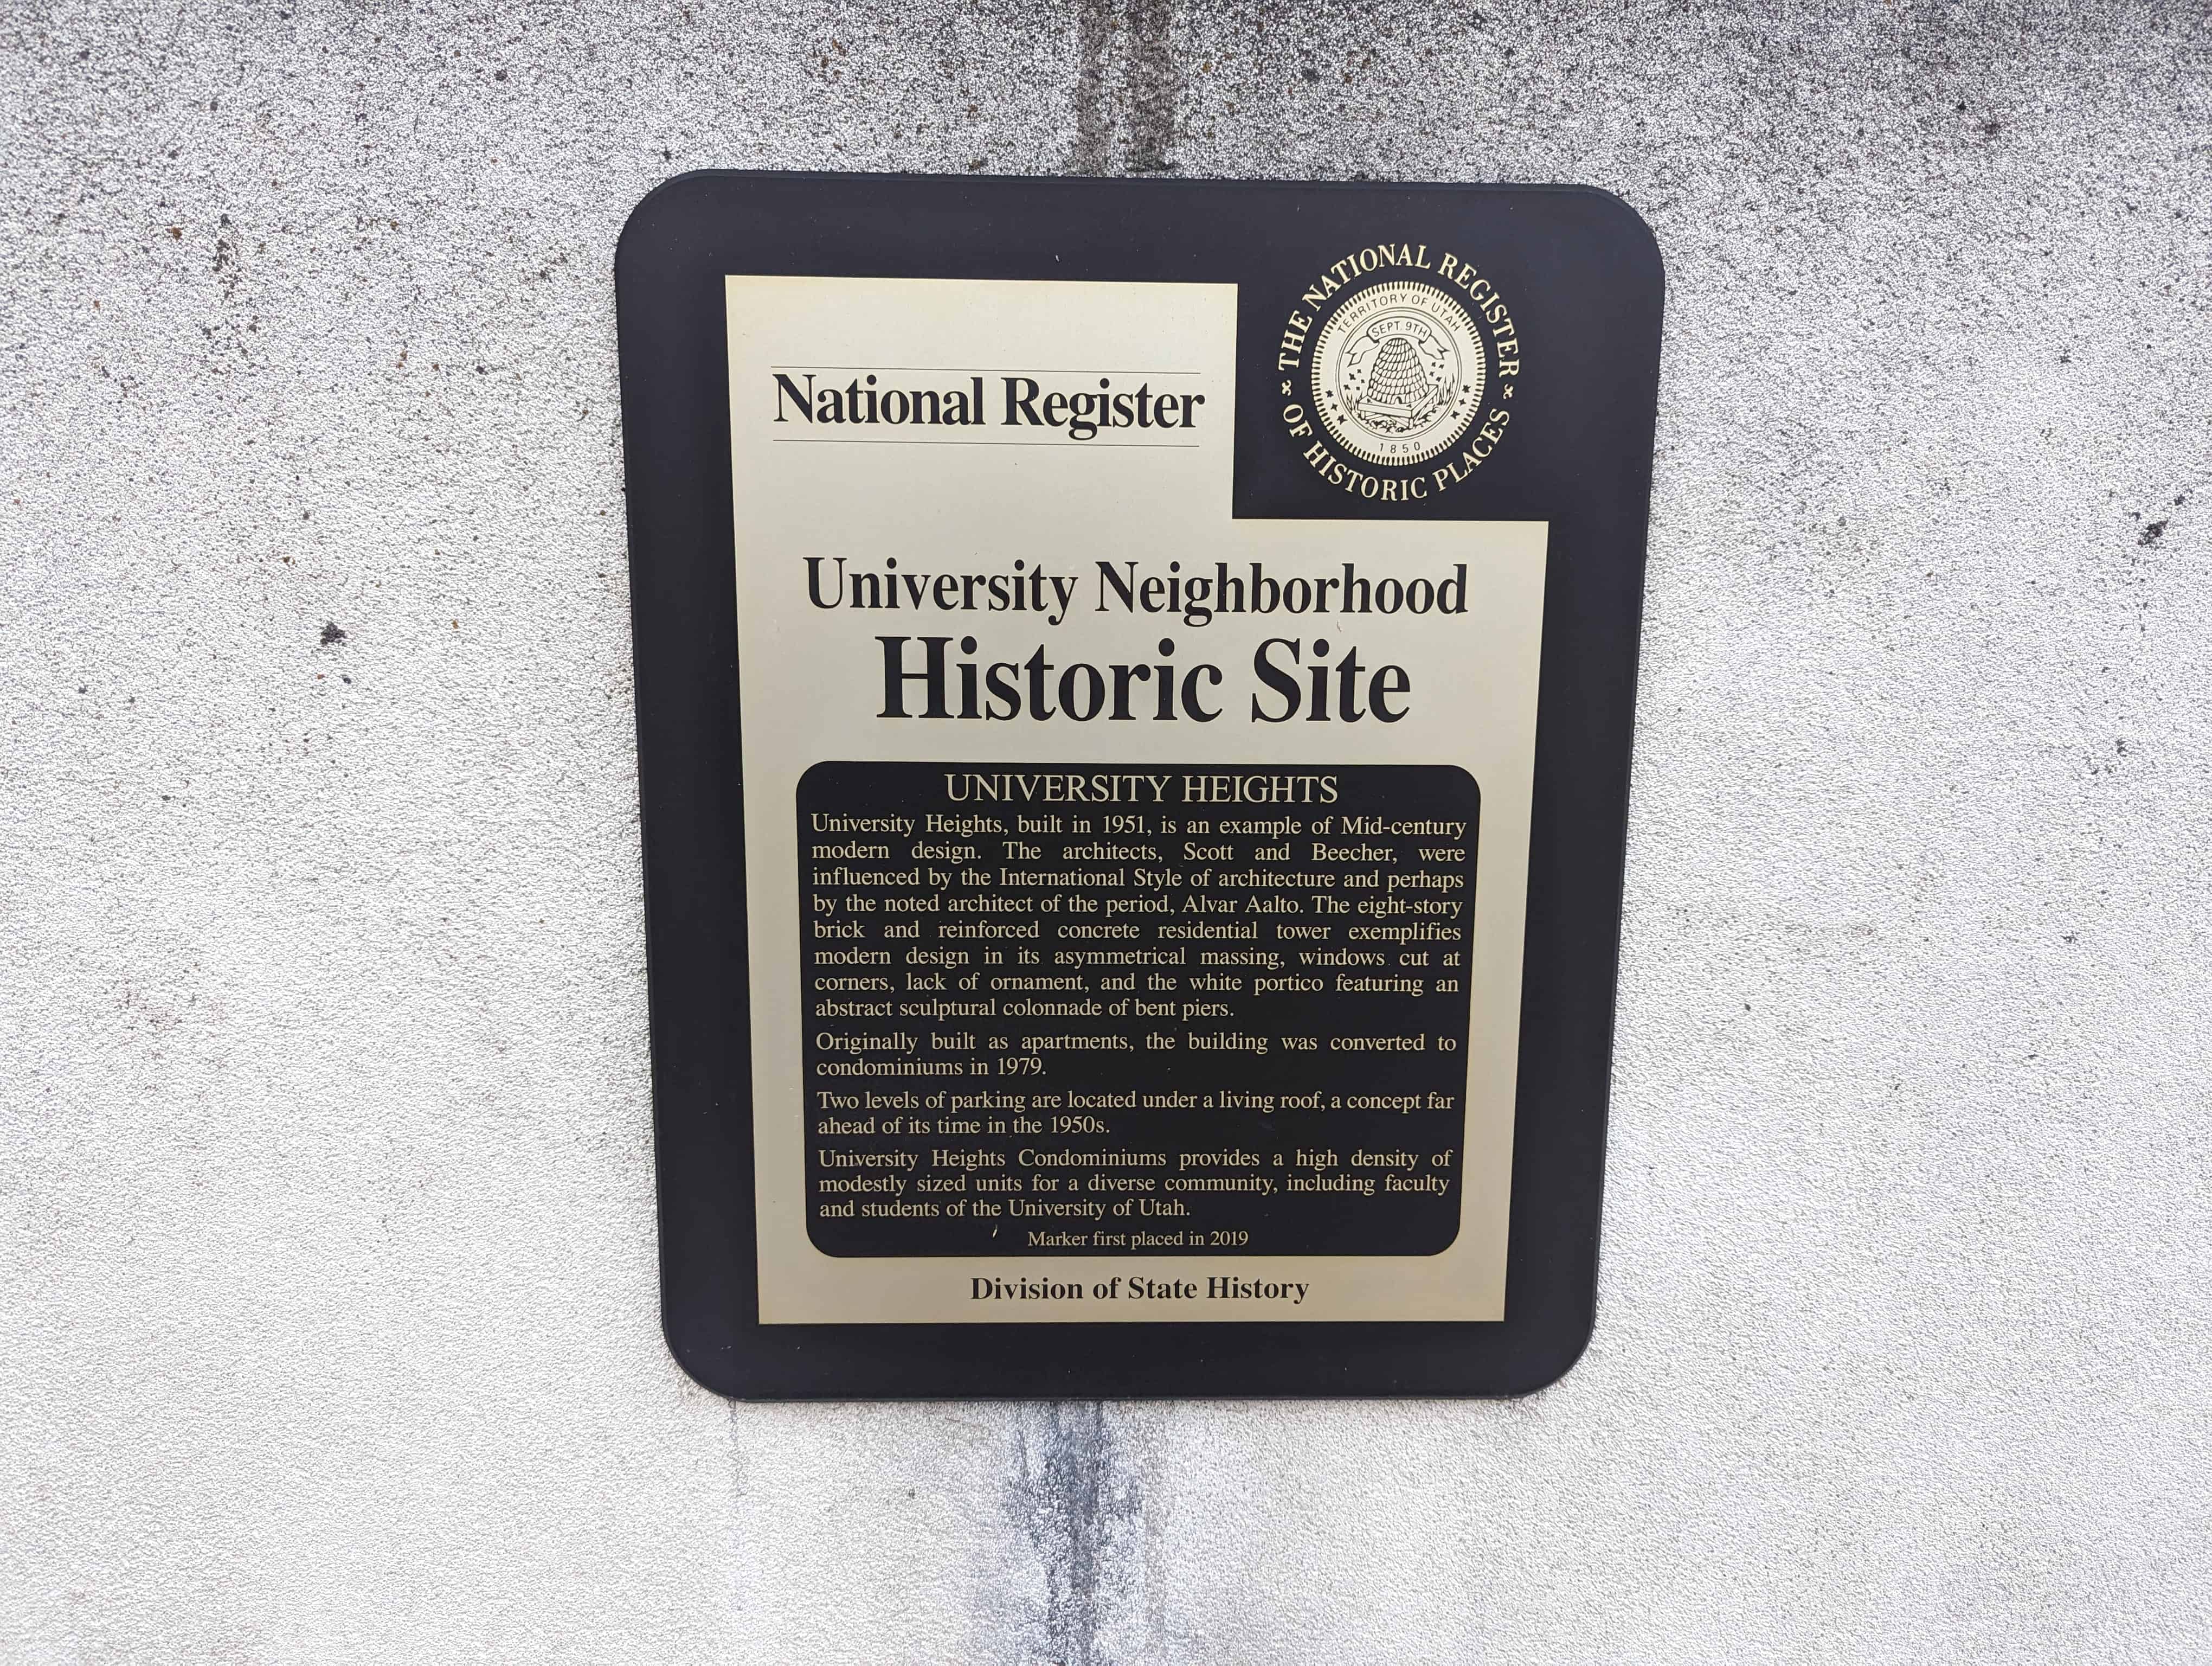 THE NATIONAL REGISTER
OF HISTORIC PLACES
TERRITORY OF UTAH
SEPT. 9TH
1850
National Register
University Neighborhood
Historic Site
UNIVERSITY HEIGHTS
University Heights, built in 1951, is an example of Mid-century
modern design. The architects, Scott and Beecher, were
influenced by the International Style of architecture and perhaps
by the noted architect of the period, Alvar Aalto. The eight-story
brick and reinforced concrete residential tower exemplifies
modern design in its asymmetrical massing, windows cut at
corners, lack of ornament, and the white portico featuring an
abstract sculptural colonnade of bent piers.
Originally built as apartments, the building was converted to
condominiums in 1979.
Two levels of parking are located under a living roof, a concept far
ahead of its time in the 1950s.
University Heights Condominiums provides a high density of
modestly sized units for a diverse community, including faculty
and students of the University of Utah.
Marker first placed in 2019
Division of State History